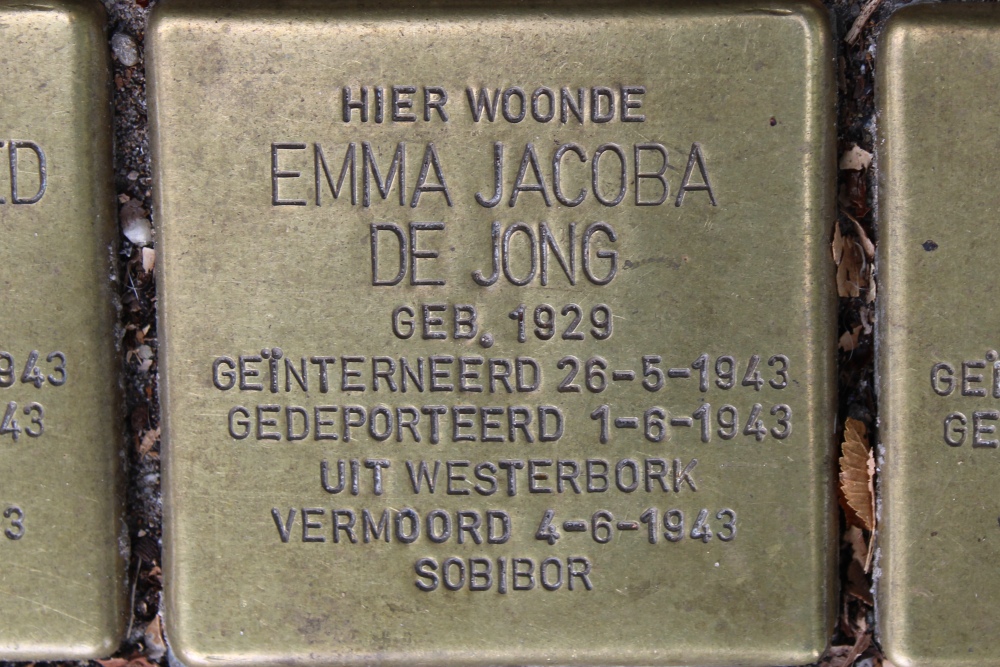 HIER WOONDE
EMMA JACOBA
DE JONG
GEB. 1929
GEÏNTERNEERD 26-5-1943
GEDEPORTEERD 1-6-1943
UIT WESTERBORK
VERMOORD 4-6-1943
SOBIBOR